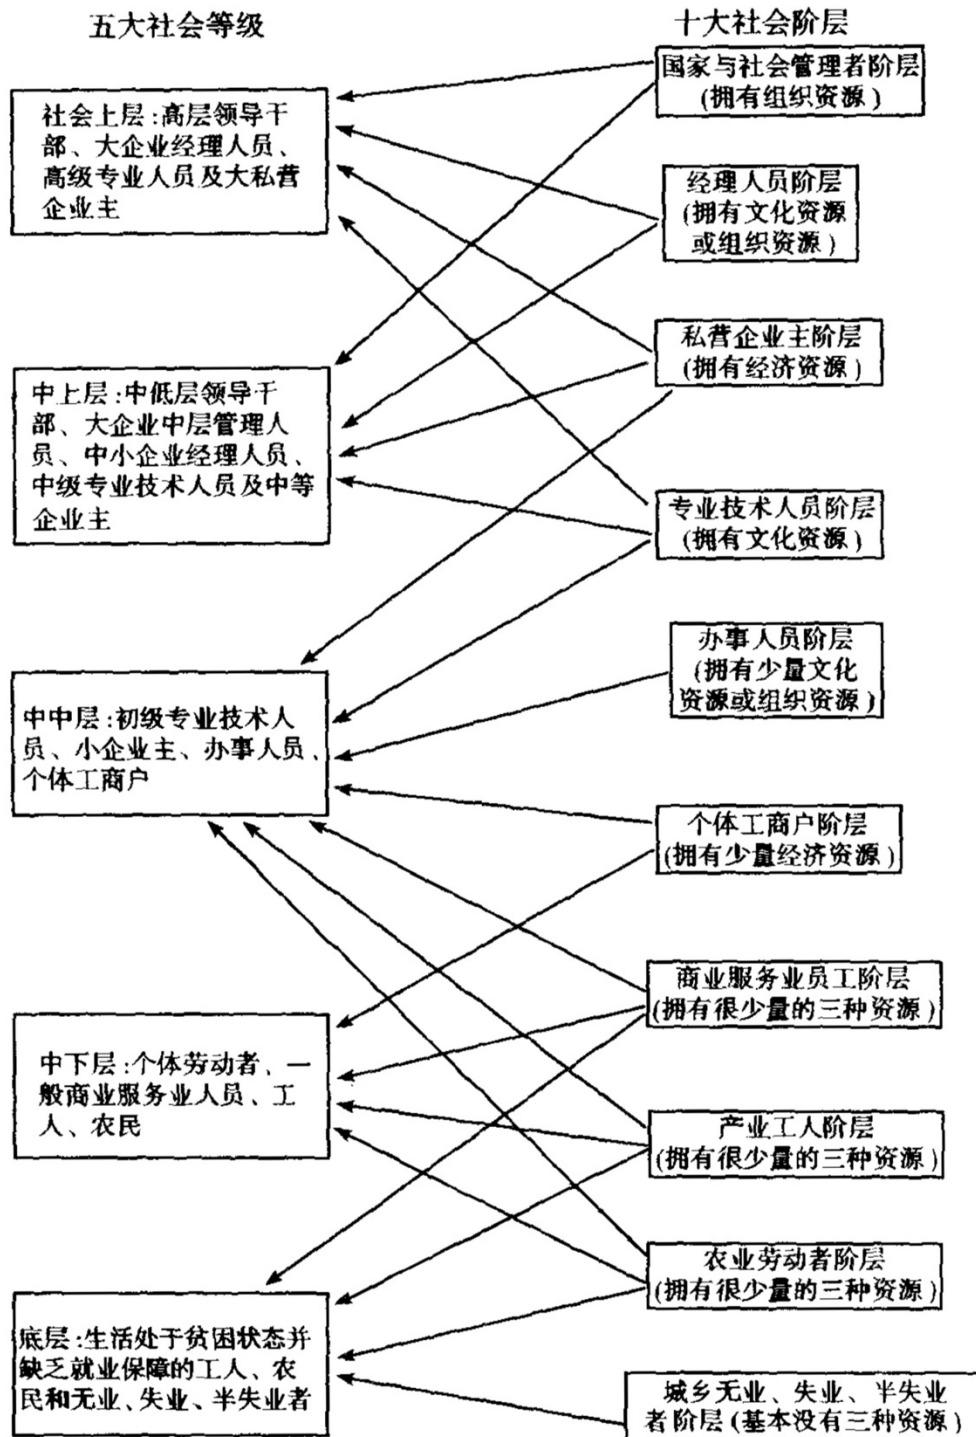 五大社会等级
社会上层:高层领导干
部、大企业经理人员、
高级专业人员及大私营
企业主
中上层:中低层领导干
部、大企业中层管理人
员、中小企业经理人员、
中级专业技术人员及中等
企业主
中中层:初级专业技术人
员、小企业主、办事人员、
个体工商户
中下层:个体劳动者、一
般商业服务业人员、工
人、农民
底层:生活处于贫困状态并
缺乏就业保障的工人、农
民和无业、失业、半失业者
十大社会阶层
国家与社会管理者阶层
(拥有组织资源)
经理人员阶层
(拥有文化资源
或组织资源)
私营企业主阶层
(拥有经济资源)
专业技术人员阶层
(拥有文化资源)
办事人员阶层
(拥有少量文化
资源或组织资源)
个体工商户阶层
(拥有少量经济资源)
商业服务业员工阶层
(拥有很少量的三种资源)
产业工人阶层
(拥有很少量的三种资源)
农业劳动者阶层
(拥有很少量的三种资源)
城乡无业、失业、半失业
者阶层(基本没有三种资源)